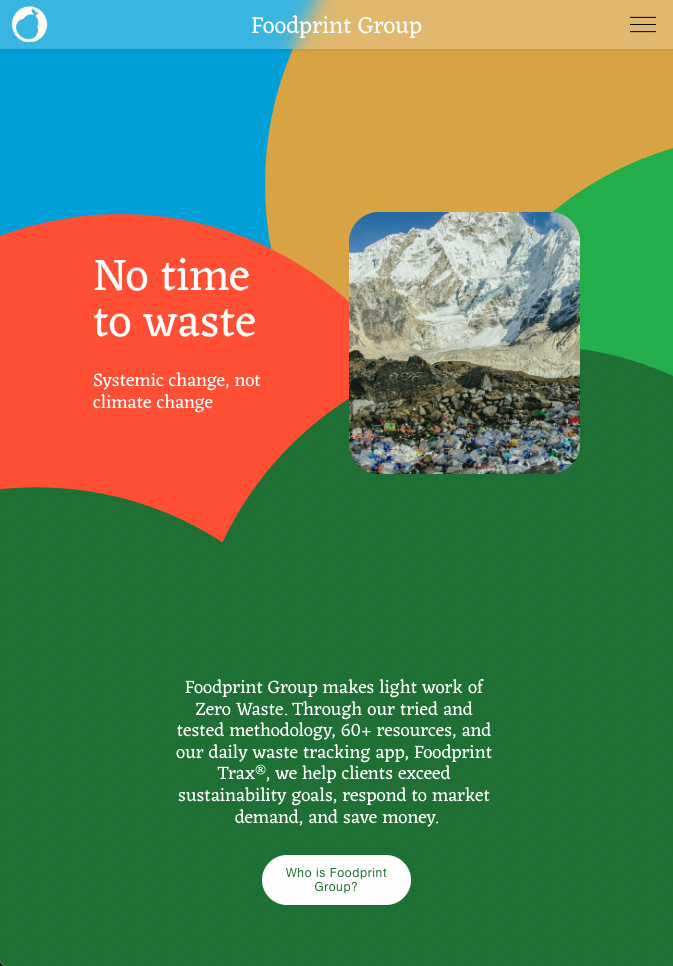 Foodprint Group
No time
to waste
Systemic change, not
climate change
Foodprint Group makes light work of
Zero Waste. Through our tried and
tested methodology, 60+ resources, and
our daily waste tracking app, Foodprint
Trax®, we help clients exceed
sustainability goals, respond to market
demand, and save money.
Who is Foodprint
Group?